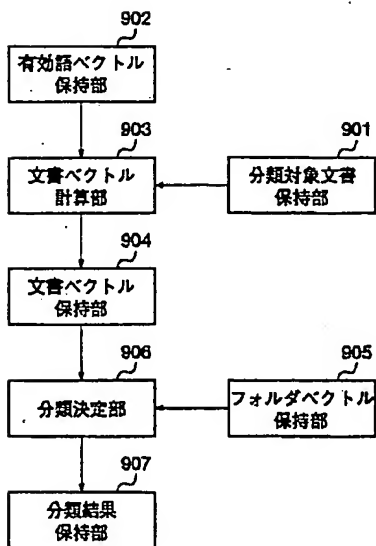 902
有効語ベクトル
保持部
903
文書ベクトル
計算部
901
分類対象文書
保持部
904
文書ベクトル
保持部
906
分類決定部
905
フォルダベクトル
保持部
907
分類結果
保持部